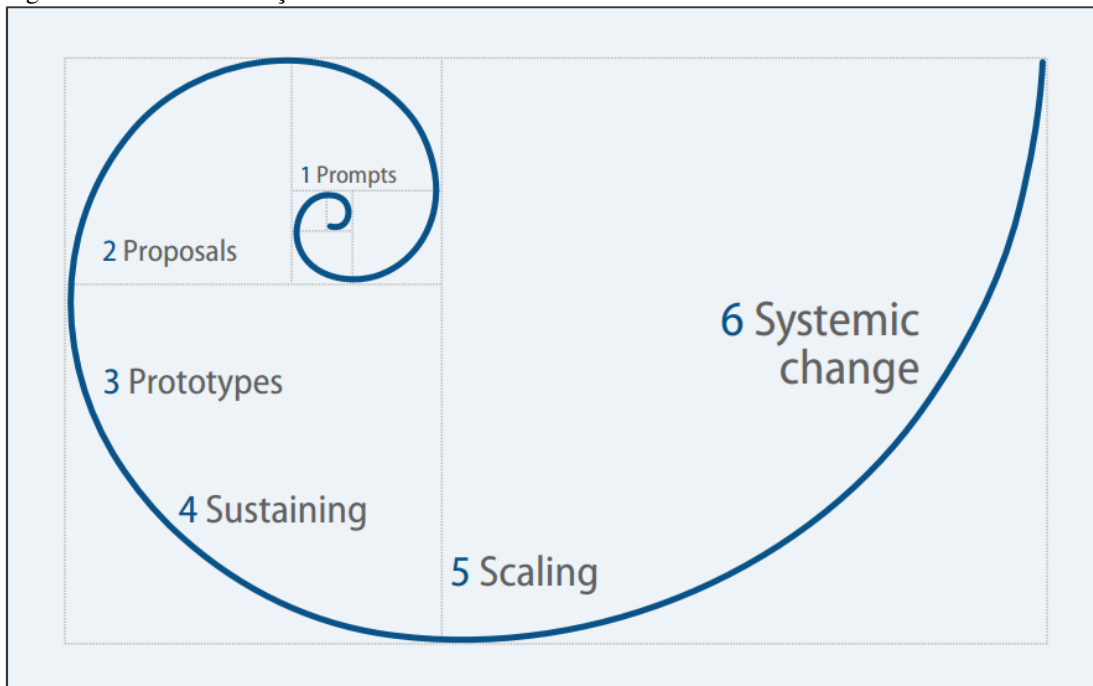 1 Prompts
2 Proposals
3 Prototypes
4 Sustaining
5 Scaling
6 Systemic
change